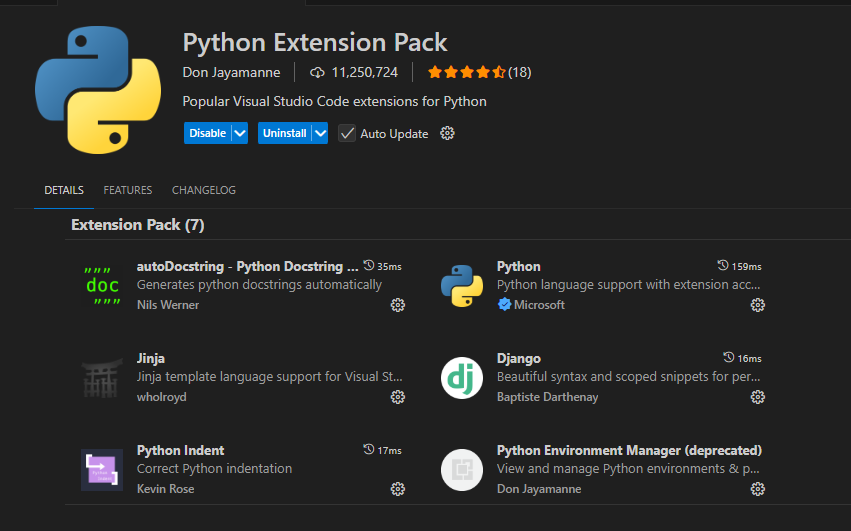 Python Extension Pack
Don Jayamanne 11,250,724 (18)
Popular Visual Studio Code extensions for Python
Disable Uninstall Auto Update
DETAILS FEATURES CHANGELOG
Extension Pack (7)
""" doc """
autoDocstring - Python Docstring ... 35ms
Generates python docstrings automatically
Nils Werner
Python 159ms
Python language support with extension acc...
Microsoft
Jinja
Jinja template language support for Visual St...
wholroyd
dj
Django 16ms
Beautiful syntax and scoped snippets for per...
Baptiste Darthenay
Python Indent 17ms
Correct Python indentation
Kevin Rose
Python Environment Manager (deprecated)
View and manage Python environments & p...
Don Jayamanne